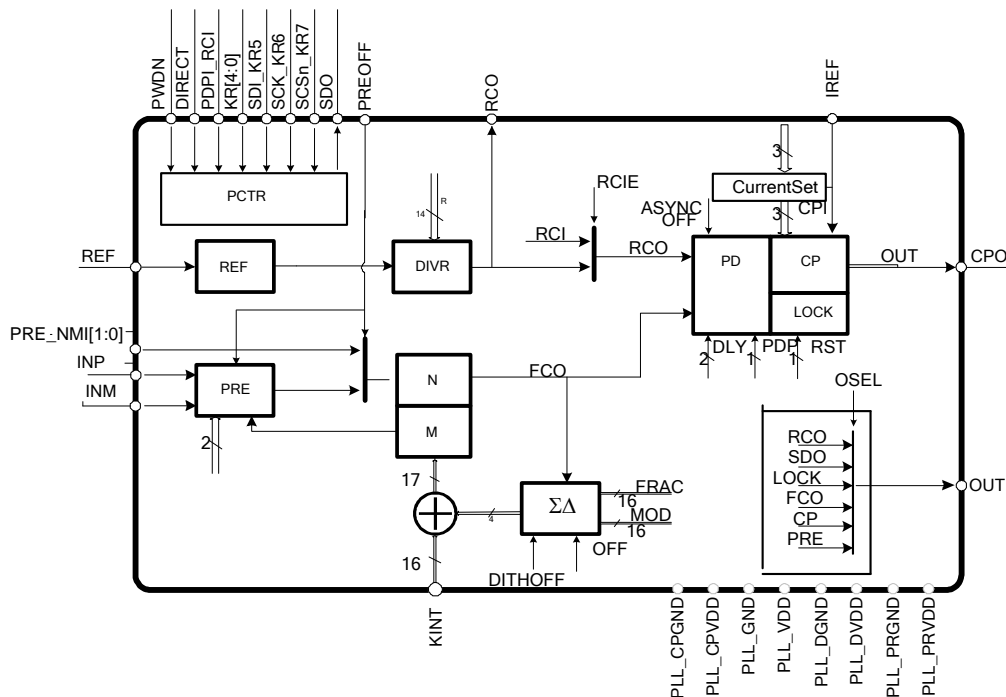 PWDN
DIRECT
PDPI_RCI
KR[4:0]
SDI_KR5
SCK_KR6
SCSn_KR7
SDO
PREOFF
RCO
IREF
3
CurrentSet
PCTR
R
14
RCIE
ASYNC
OFF
3
CPI
RCI
RCO
REF
REF
DIVR
PD
CP
OUT
CPO
LOCK
PRE_NMI[1:0]
INP
INM
PRE
2
N
M
FCO
DLY
PDP
RST
2
1
1
OSEL
RCO
SDO
LOCK
FCO
CP
PRE
OUT
17
4
ΣΔ
FRAC
16
MOD
16
OFF
DITHOFF
16
KINT
PLL_CPGND
PLL_CPVDD
PLL_GND
PLL_VDD
PLL_DGND
PLL_DVDD
PLL_PRGND
PLL_PRVDD